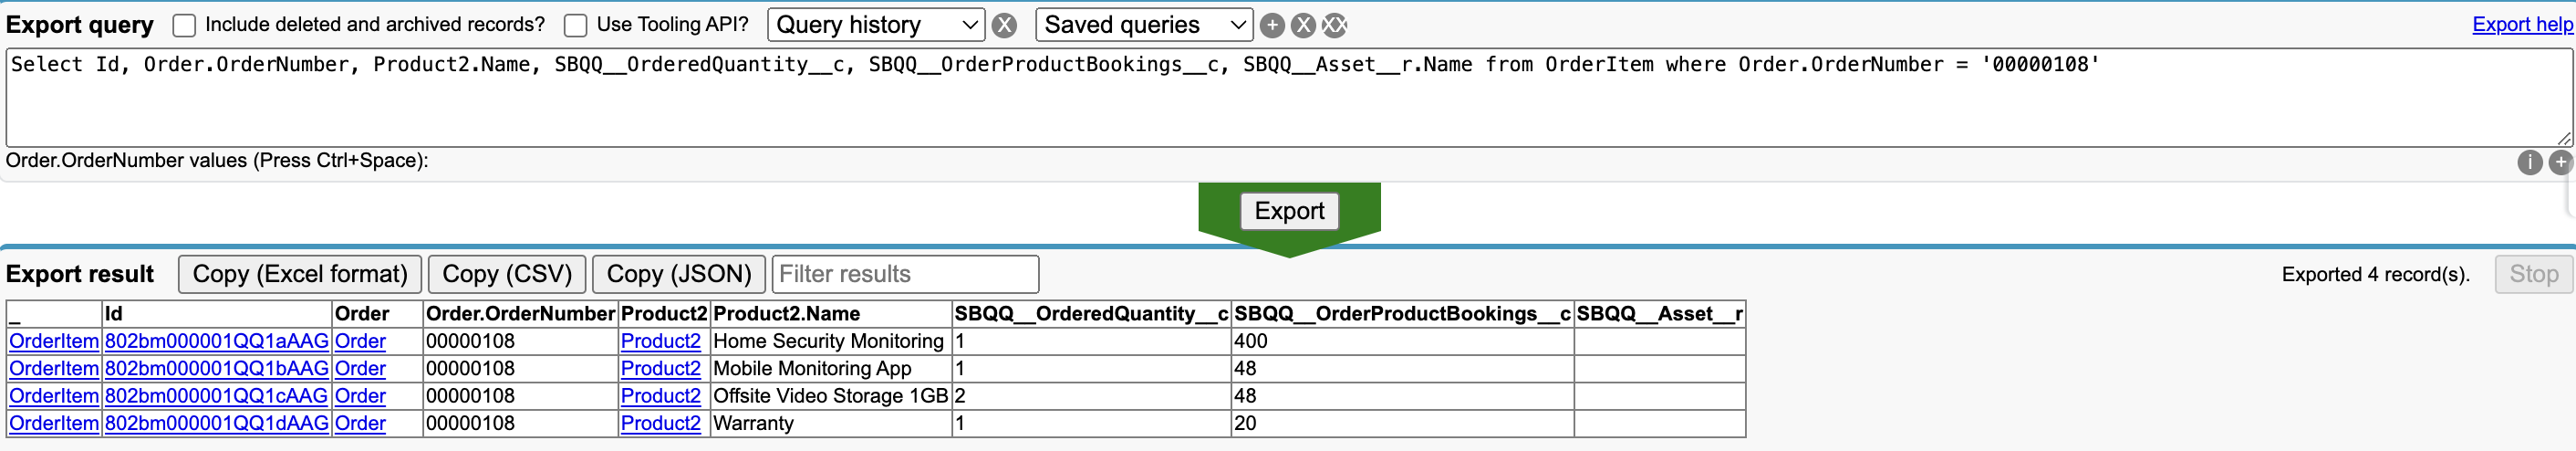 Export query Include deleted and archived records? Use Tooling API? Query history X Saved queries + X XX Export help
Select Id, Order.OrderNumber, Product2.Name, SBQQ__OrderedQuantity__c, SBQQ__OrderProductBookings__c, SBQQ__Asset__r.Name from OrderItem where Order.OrderNumber = '00000108'
Order.OrderNumber values (Press Ctrl+Space): i +
Export
Export result Copy (Excel format) Copy (CSV) Copy (JSON) Filter results Exported 4 record(s). Stop
_ Id Order Order.OrderNumber Product2 Product2.Name SBQQ__OrderedQuantity__c SBQQ__OrderProductBookings__c SBQQ__Asset__r
OrderItem 802bm000001QQ1aAAG Order 00000108 Product2 Home Security Monitoring 1 400
OrderItem 802bm000001QQ1bAAG Order 00000108 Product2 Mobile Monitoring App 1 48
OrderItem 802bm000001QQ1cAAG Order 00000108 Product2 Offsite Video Storage 1GB 2 48
OrderItem 802bm000001QQ1dAAG Order 00000108 Product2 Warranty 1 20